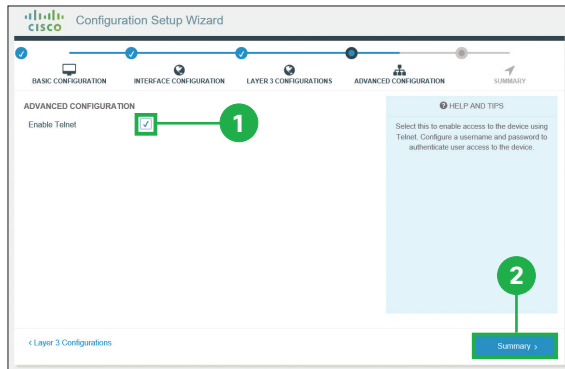 CISCO
Configuration Setup Wizard
BASIC CONFIGURATION
INTERFACE CONFIGURATION
LAYER 3 CONFIGURATIONS
ADVANCED CONFIGURATION
SUMMARY
ADVANCED CONFIGURATION
Enable Telnet
1
HELP AND TIPS
Select this to enable access to the device using
Telnet. Configure a username and password to
authenticate user access to the device.
2
‹ Layer 3 Configurations
Summary ›